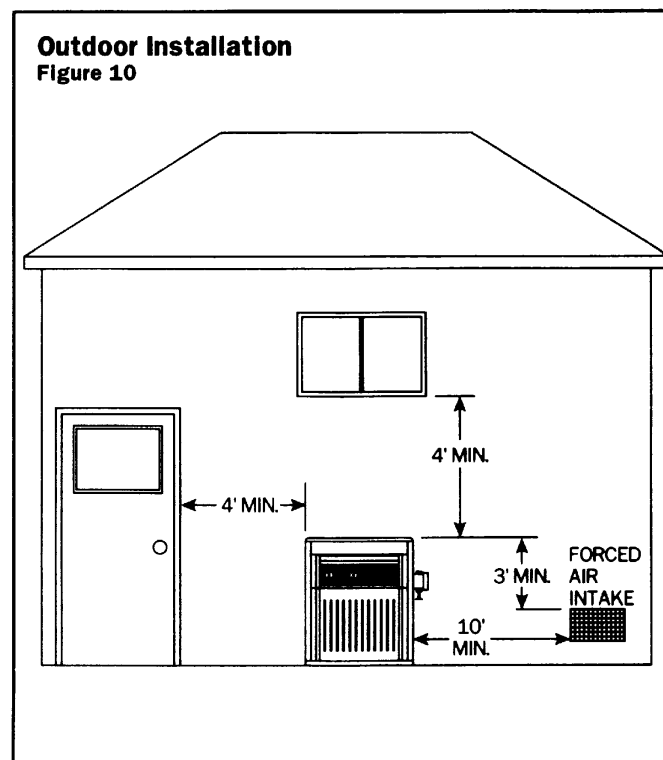 Outdoor Installation
Figure 10
4' MIN.
4' MIN.
3' MIN.
FORCED
AIR
INTAKE
10'
MIN.